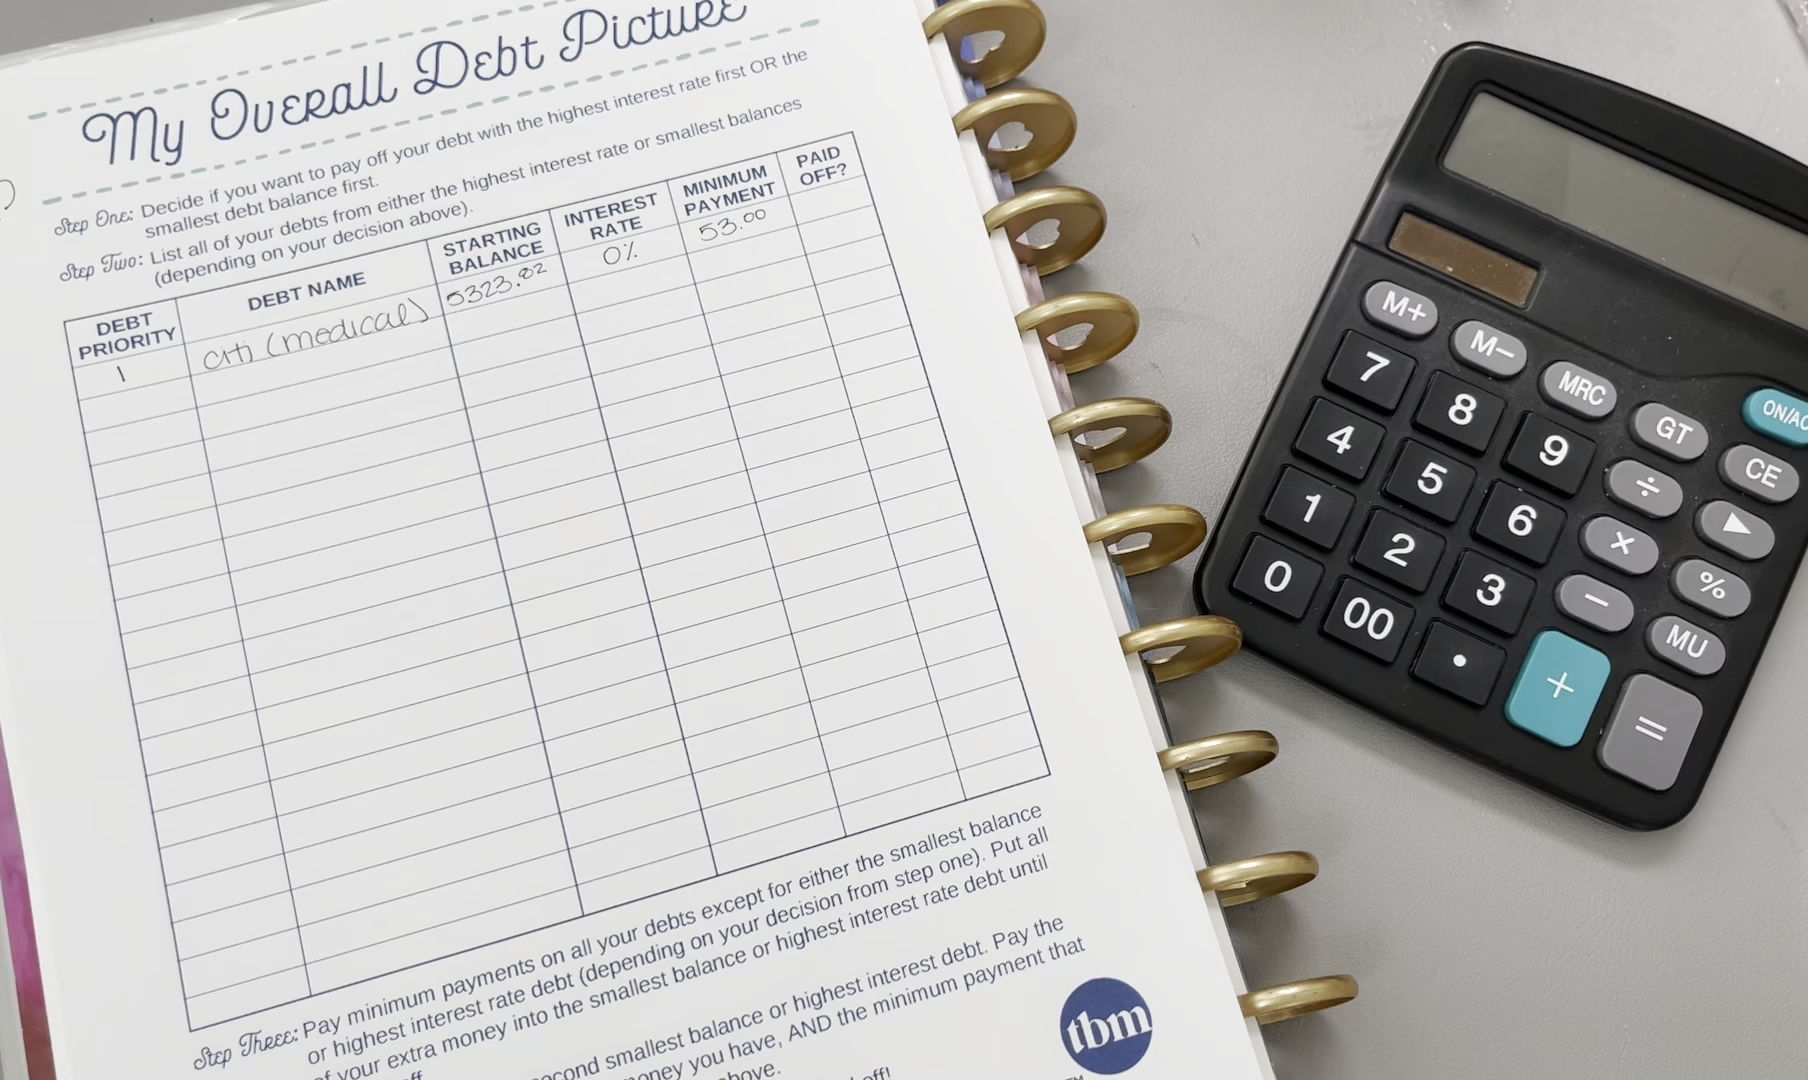 My Overall Debt Picture
Step One: Decide if you want to pay off your debt with the highest interest rate first OR the
smallest debt balance first.
Step Two: List all of your debts from either the highest interest rate or smallest balances
(depending on your decision above).
DEBT PRIORITY DEBT NAME STARTING BALANCE INTEREST RATE MINIMUM PAYMENT PAID OFF?
1 citi (medical) 5323.82 0% 53.00
Step Three: Pay minimum payments on all your debts except for either the smallest balance
or highest interest rate debt (depending on your decision from step one). Put all
of your extra money into the smallest balance or highest interest rate debt until
second smallest balance or highest interest debt. Pay the
money you have, AND the minimum payment that
above.
off!
tbm
TM
M+ M− MRC GT ON/AC
7 8 9 ÷ CE
4 5 6 × ▶
1 2 3 − %
0 00 . + = MU